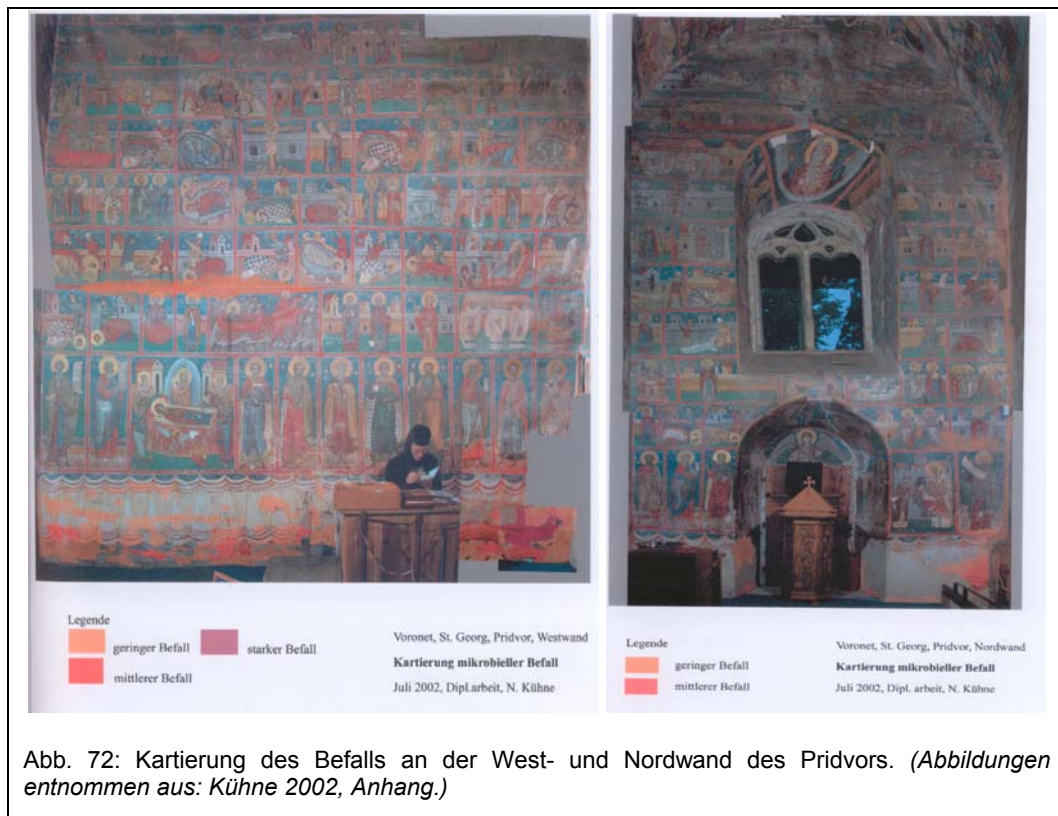 Legende
geringer Befall
starker Befall
mittlerer Befall
Voronet, St. Georg, Pridvor, Westwand
Kartierung mikrobieller Befall
Juli 2002, Dipl.arbeit, N. Kühne
Legende
geringer Befall
mittlerer Befall
Voronet, St. Georg, Pridvor, Nordwand
Kartierung mikrobieller Befall
Juli 2002, Dipl.arbeit, N. Kühne
Abb. 72: Kartierung des Befalls an der West- und Nordwand des Pridvors. (Abbildungen
entnommen aus: Kühne 2002, Anhang.)